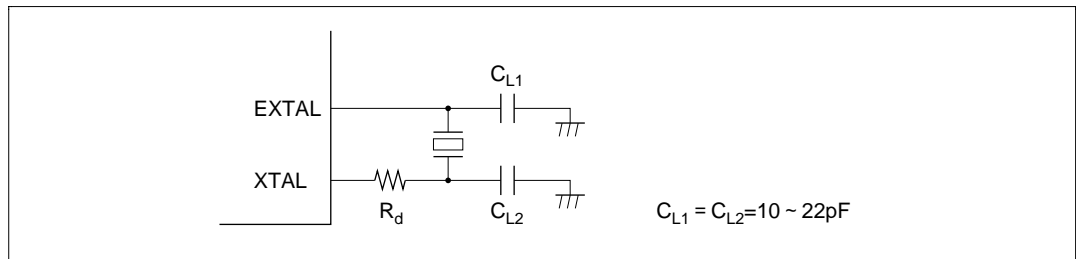 C_L1
EXTAL
XTAL
R_d
C_L2
C_L1 = C_L2=10 ~ 22pF